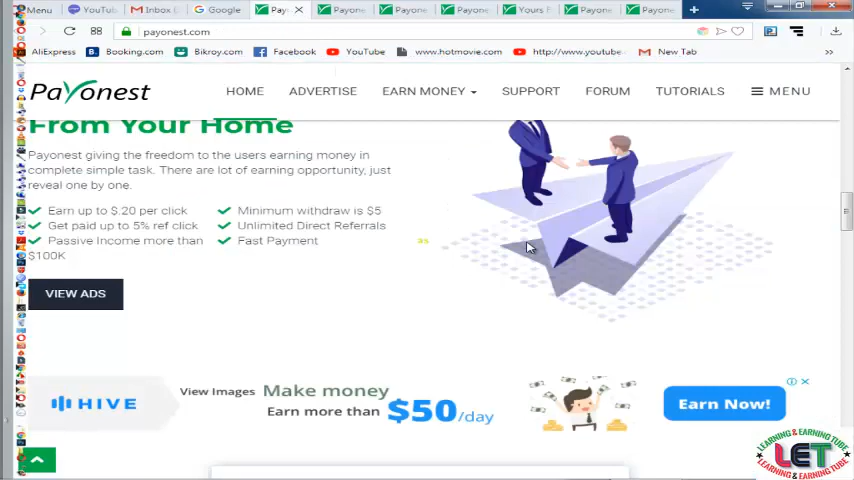 Menu YouTub Inbox ( Google Pay Payone Payone Payone Yours F Payone Payone
payonest.com
AliExpress Booking.com Bikroy.com Facebook YouTube www.hotmovie.com http://www.youtube New Tab
Payonest HOME ADVERTISE EARN MONEY SUPPORT FORUM TUTORIALS MENU
From Your Home
Payonest giving the freedom to the users earning money in
complete simple task. There are lot of earning opportunity, just
reveal one by one.
Earn up to $.20 per click Minimum withdraw is $5
Get paid up to 5% ref click Unlimited Direct Referrals
Passive Income more than Fast Payment
$100K
as
VIEW ADS
HIVE View Images Make money
Earn more than $50/day
Earn Now!
LEARNING & EARNING TUBE
LET
LEARNING & EARNING TUBE